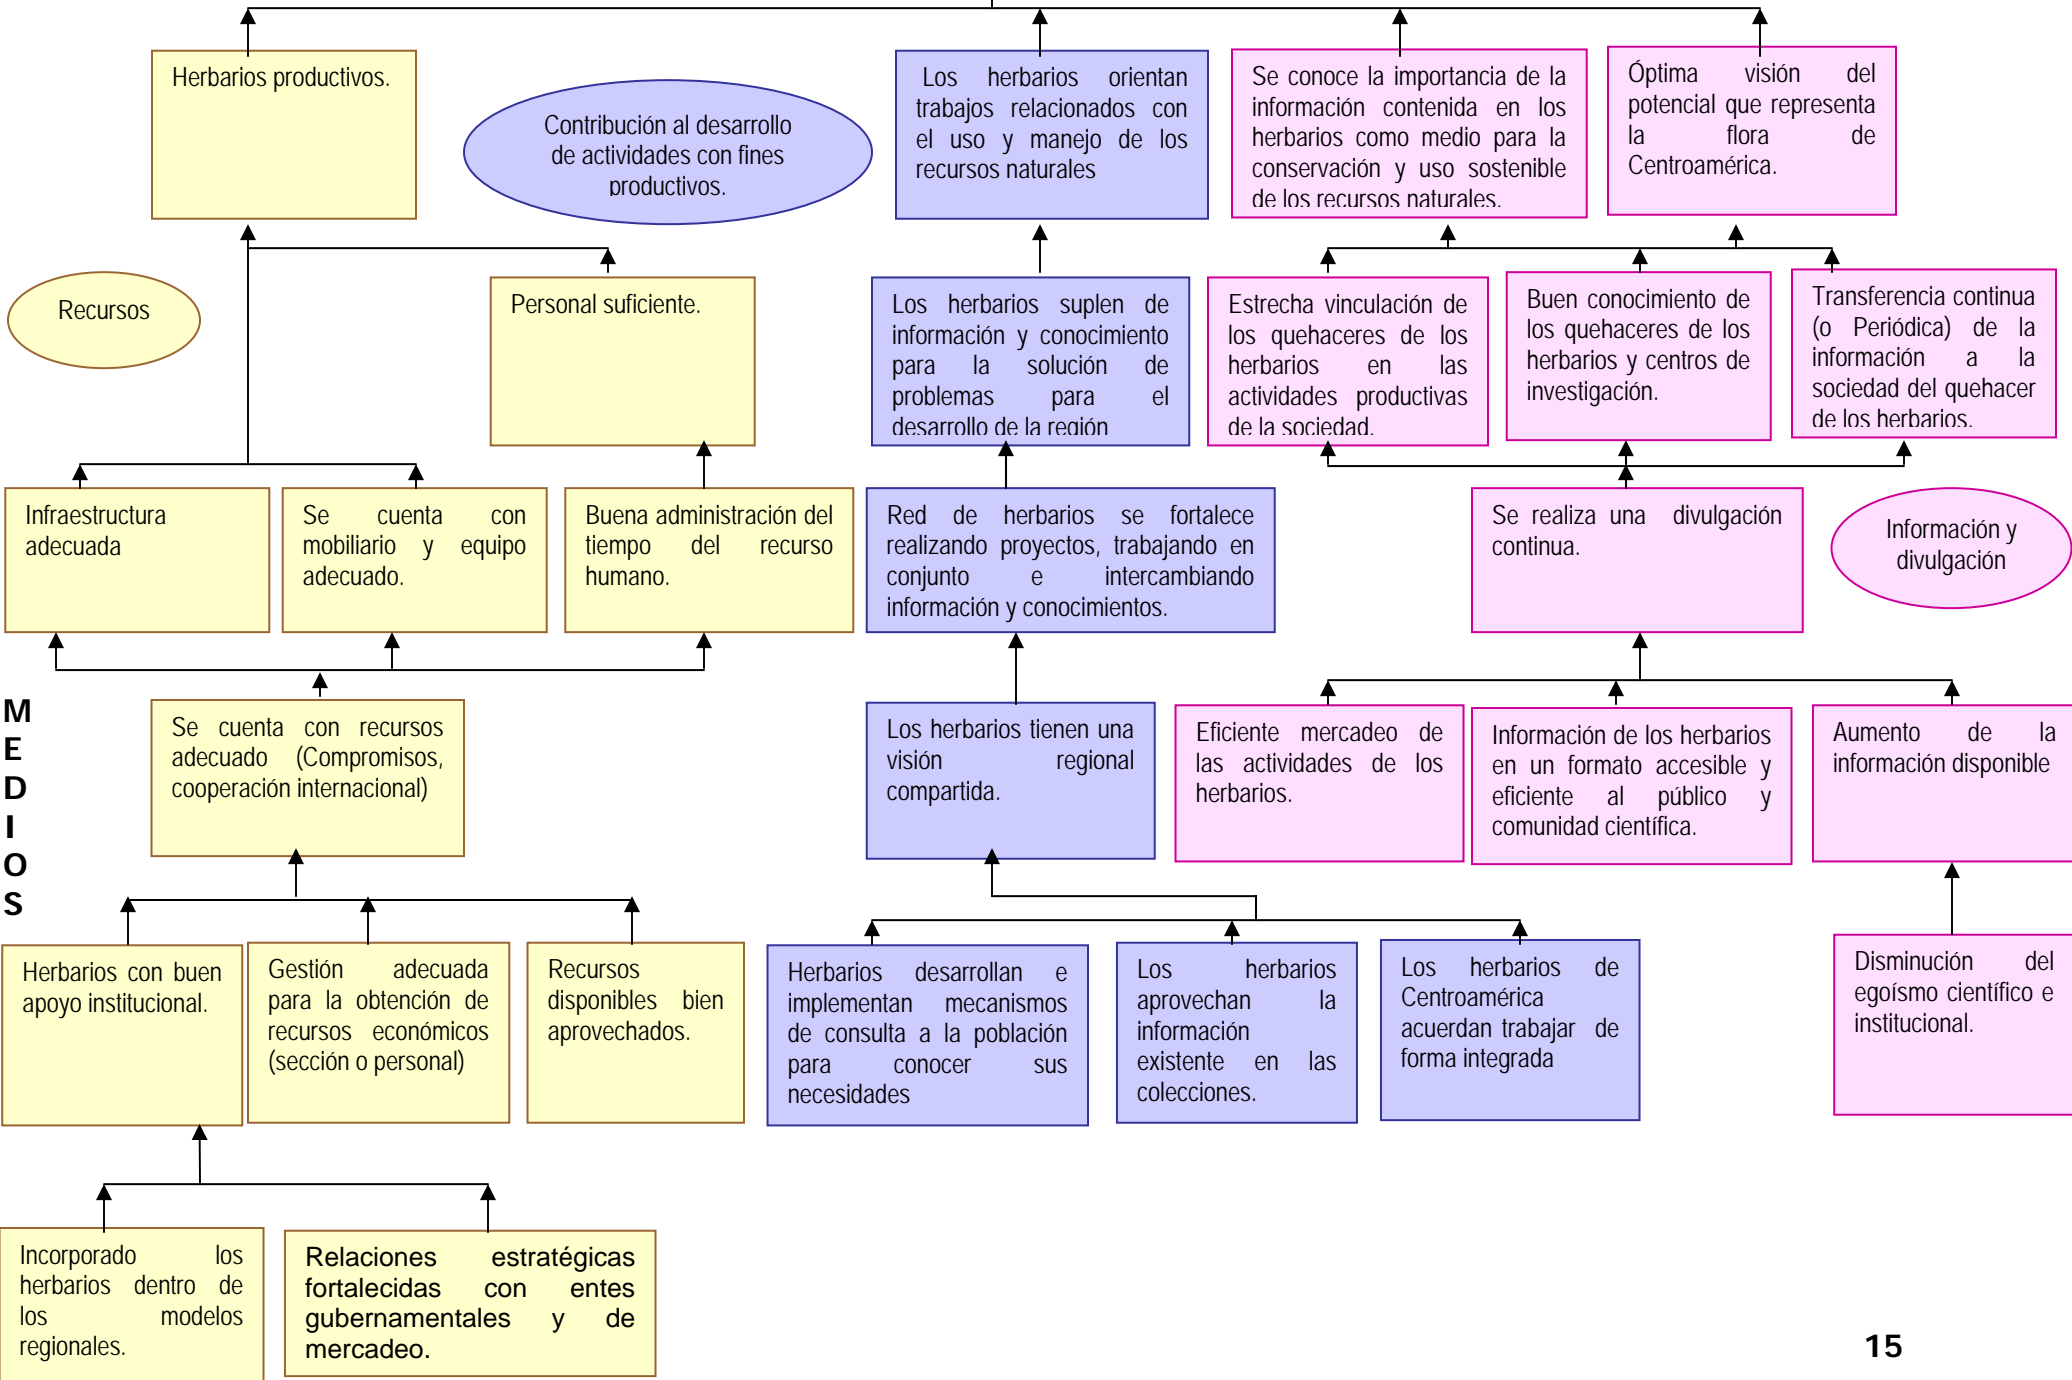 Herbarios productivos.
Contribución al desarrollo
de actividades con fines
productivos.
Los herbarios orientan
trabajos relacionados con
el uso y manejo de los
recursos naturales
Se conoce la importancia de la
información contenida en los
herbarios como medio para la
conservación y uso sostenible
de los recursos naturales.
Óptima visión del
potencial que representa
la flora de
Centroamérica.
Recursos
Personal suficiente.
Los herbarios suplen de
información y conocimiento
para la solución de
problemas para el
desarrollo de la región
Estrecha vinculación de
los quehaceres de los
herbarios en las
actividades productivas
de la sociedad.
Buen conocimiento de
los quehaceres de los
herbarios y centros de
investigación.
Transferencia continua
(o Periódica) de la
información a la
sociedad del quehacer
de los herbarios.
Infraestructura
adecuada
Se cuenta con
mobiliario y equipo
adecuado.
Buena administración del
tiempo del recurso
humano.
Red de herbarios se fortalece
realizando proyectos, trabajando en
conjunto e intercambiando
información y conocimientos.
Se realiza una divulgación
continua.
Información y
divulgación
M
E
D
I
O
S
Se cuenta con recursos
adecuado (Compromisos,
cooperación internacional)
Los herbarios tienen una
visión regional
compartida.
Eficiente mercadeo de
las actividades de los
herbarios.
Información de los herbarios
en un formato accesible y
eficiente al público y
comunidad científica.
Aumento de la
información disponible
Herbarios con buen
apoyo institucional.
Gestión adecuada
para la obtención de
recursos económicos
(sección o personal)
Recursos
disponibles bien
aprovechados.
Herbarios desarrollan e
implementan mecanismos
de consulta a la población
para conocer sus
necesidades
Los herbarios
aprovechan la
información
existente en las
colecciones.
Los herbarios de
Centroamérica
acuerdan trabajar de
forma integrada
Disminución del
egoísmo científico e
institucional.
Incorporado los
herbarios dentro de
los modelos
regionales.
Relaciones estratégicas
fortalecidas con entes
gubernamentales y de
mercadeo.
15